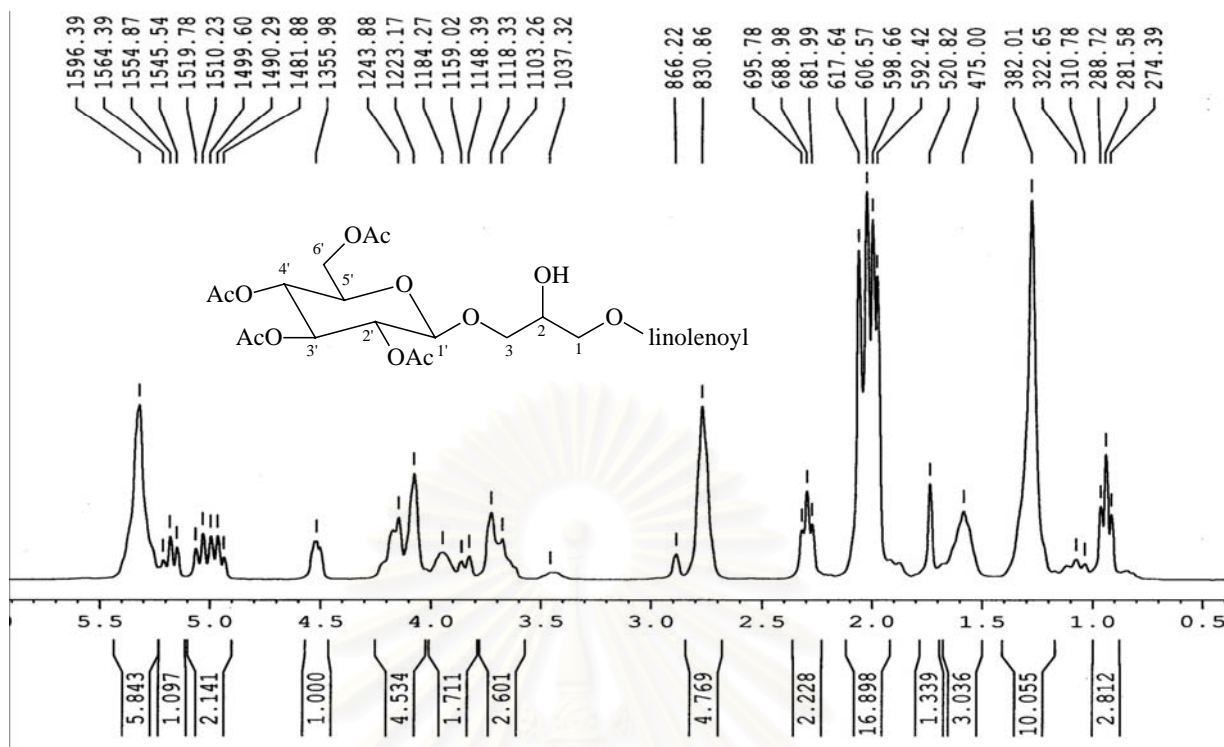 1596.39 1564.39 1554.87 1545.54 1519.78 1510.23 1499.60 1490.29 1481.88 1355.98 1243.88 1223.17 1184.27 1159.02 1148.39 1118.33 1103.26 1037.32 866.22 830.86 695.78 688.98 681.99 617.64 606.57 598.66 592.42 520.82 475.00 382.01 322.65 310.78 288.72 281.58 274.39
6' OAc
4' 5' O OH
AcO O 2 O
AcO 3' 2' OAc 1' 3 1 linolenoyl
5.5 5.0 4.5 4.0 3.5 3.0 2.5 2.0 1.5 1.0 0.5
5.843 1.097 2.141 1.000 4.534 1.711 2.601 4.769 2.228 16.898 1.339 3.036 10.055 2.812